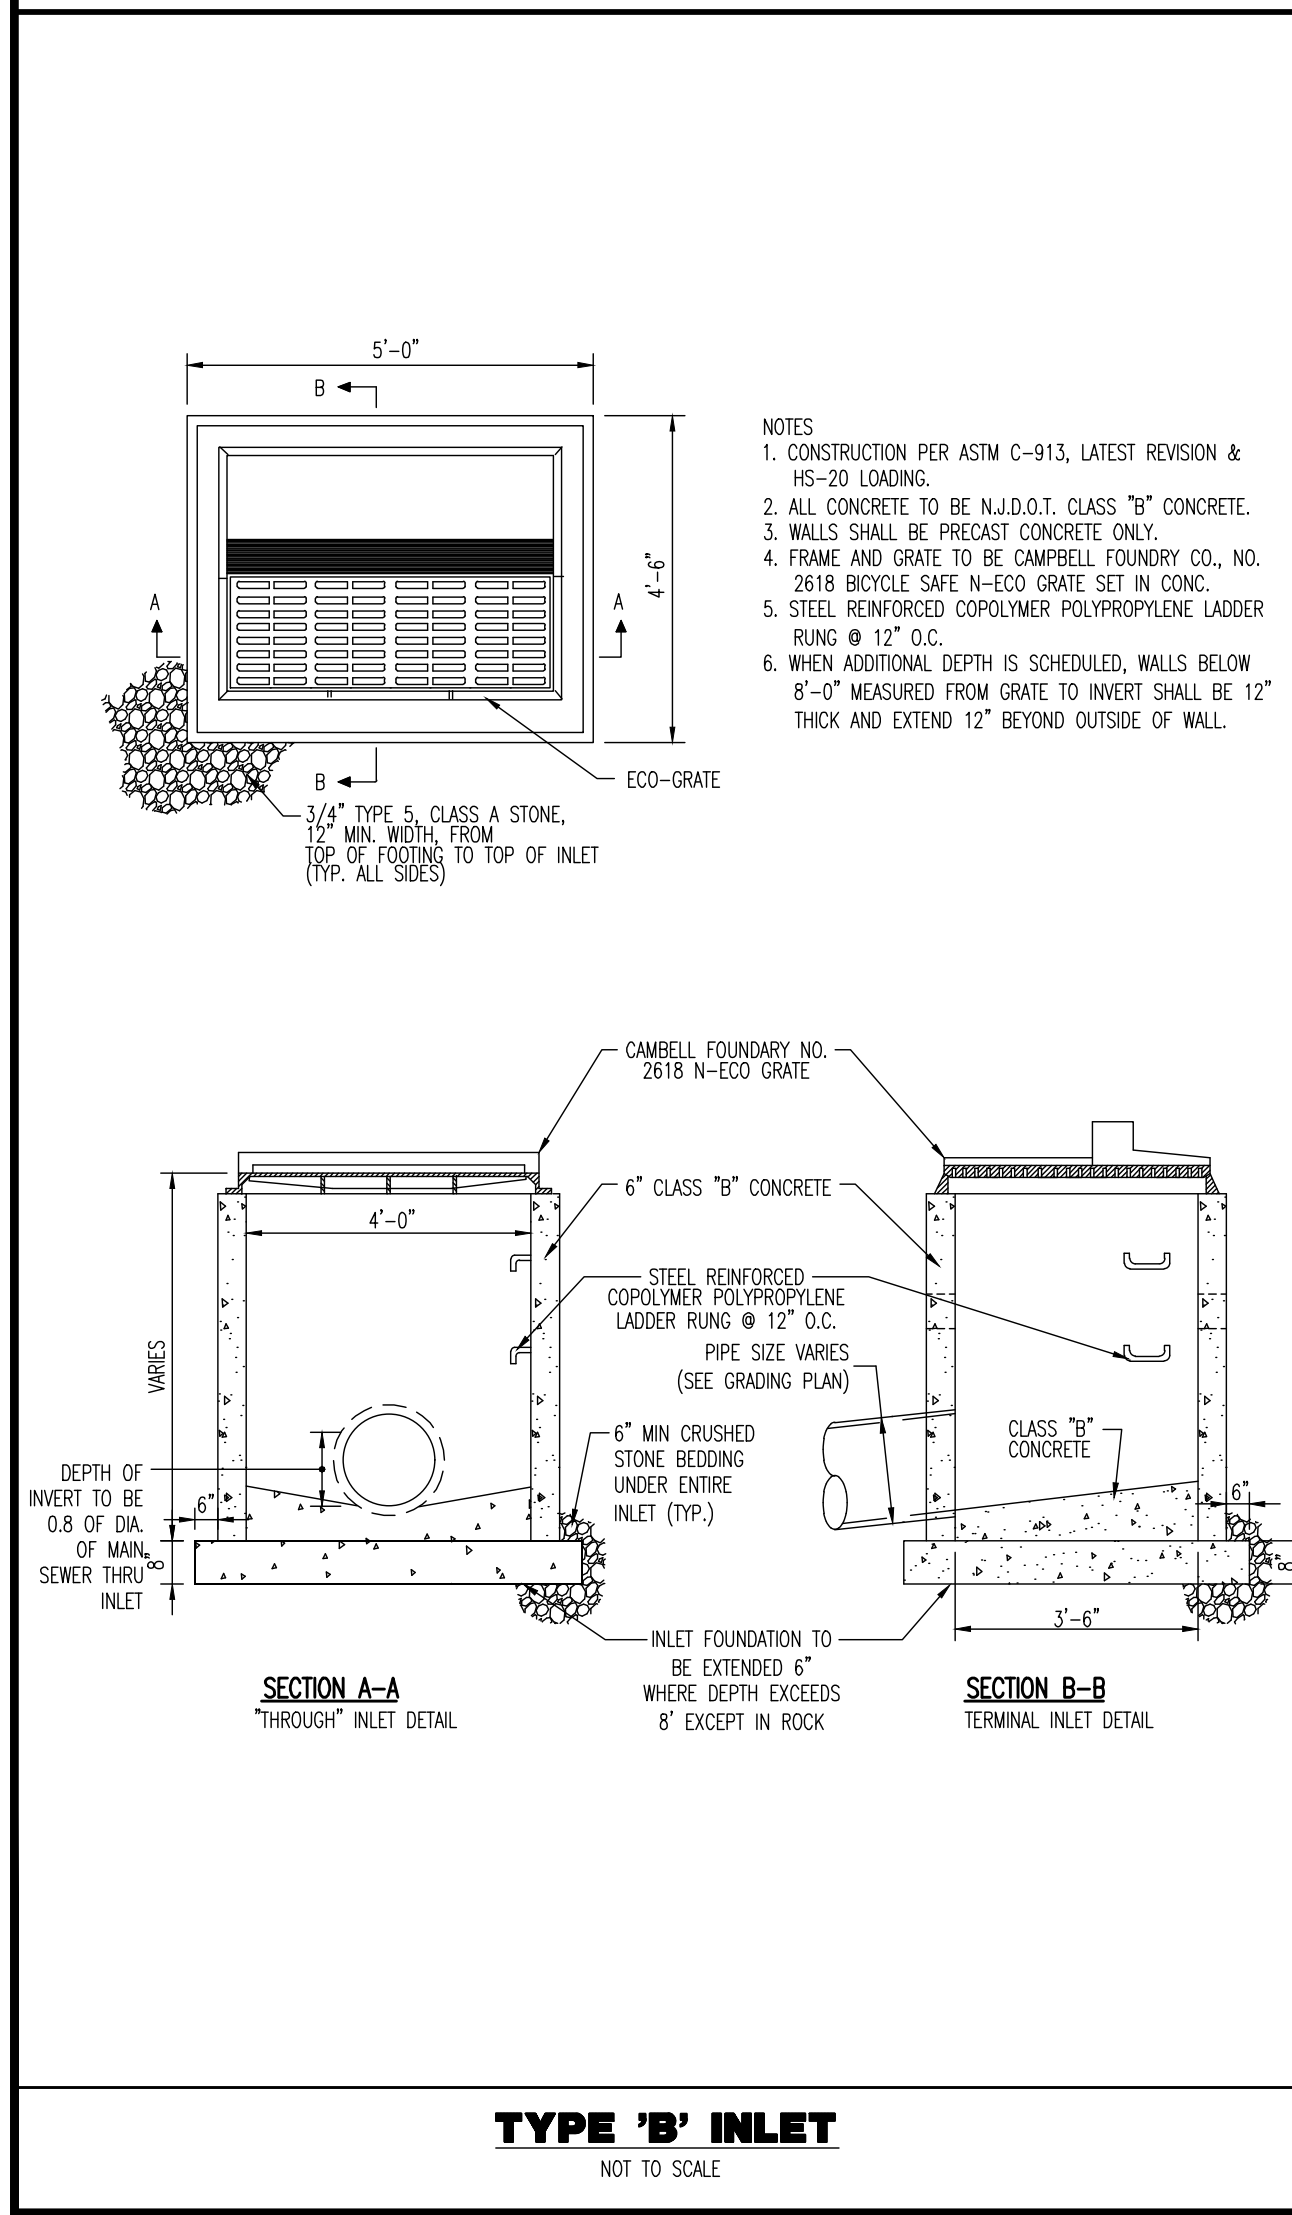 5'-0"
B
NOTES
1. CONSTRUCTION PER ASTM C-913, LATEST REVISION &
HS-20 LOADING.
2. ALL CONCRETE TO BE N.J.D.O.T. CLASS "B" CONCRETE.
3. WALLS SHALL BE PRECAST CONCRETE ONLY.
4. FRAME AND GRATE TO BE CAMPBELL FOUNDRY CO., NO.
2618 BICYCLE SAFE N-ECO GRATE SET IN CONC.
5. STEEL REINFORCED COPOLYMER POLYPROPYLENE LADDER
RUNG @ 12" O.C.
6. WHEN ADDITIONAL DEPTH IS SCHEDULED, WALLS BELOW
8'-0" MEASURED FROM GRATE TO INVERT SHALL BE 12"
THICK AND EXTEND 12" BEYOND OUTSIDE OF WALL.
4'-6"
A
A
B
ECO-GRATE
3/4" TYPE 5, CLASS A STONE,
12" MIN. WIDTH, FROM
TOP OF FOOTING TO TOP OF INLET
(TYP. ALL SIDES)
CAMBELL FOUNDARY NO.
2618 N-ECO GRATE
6" CLASS "B" CONCRETE
4'-0"
STEEL REINFORCED
COPOLYMER POLYPROPYLENE
LADDER RUNG @ 12" O.C.
VARIES
PIPE SIZE VARIES
(SEE GRADING PLAN)
6" MIN CRUSHED
STONE BEDDING
UNDER ENTIRE
INLET (TYP.)
CLASS "B"
CONCRETE
DEPTH OF
INVERT TO BE
0.8 OF DIA.
OF MAIN
SEWER THRU
INLET
6"
8"
6"
8"
3'-6"
INLET FOUNDATION TO
BE EXTENDED 6"
WHERE DEPTH EXCEEDS
8' EXCEPT IN ROCK
SECTION A-A
"THROUGH" INLET DETAIL
SECTION B-B
TERMINAL INLET DETAIL
TYPE 'B' INLET
NOT TO SCALE